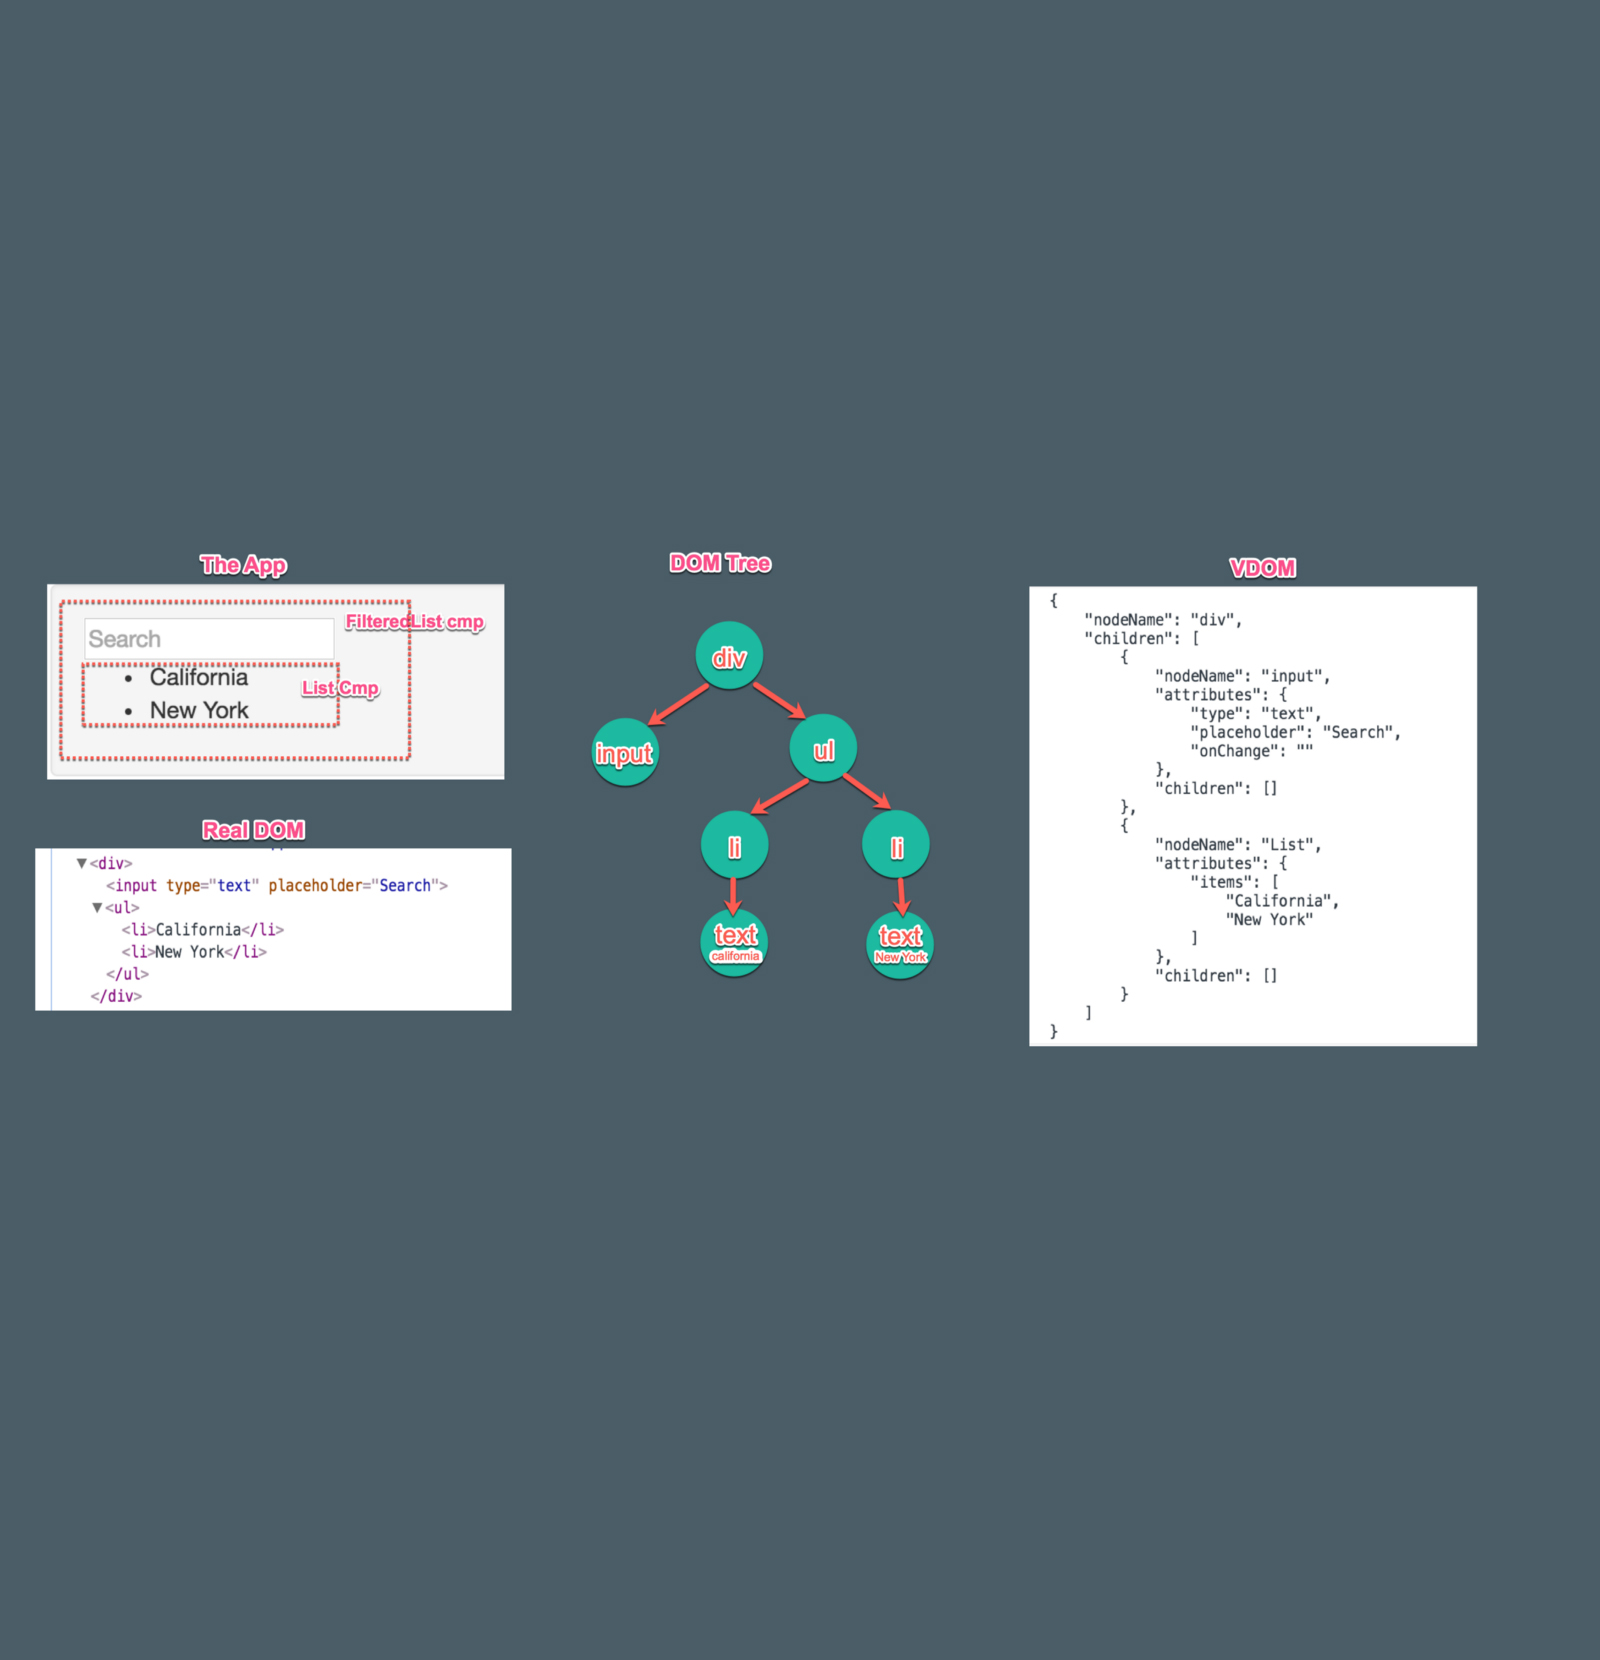 The App
FilteredList cmp
Search
• California
List Cmp
• New York
Real DOM
▼<div>
<input type="text" placeholder="Search">
▼<ul>
<li>California</li>
<li>New York</li>
</ul>
</div>
DOM Tree
div
input
ul
li
li
text
california
text
New York
VDOM
{
"nodeName": "div",
"children": [
{
"nodeName": "input",
"attributes": {
"type": "text",
"placeholder": "Search",
"onChange": ""
},
"children": []
},
{
"nodeName": "List",
"attributes": {
"items": [
"California",
"New York"
]
},
"children": []
}
]
}